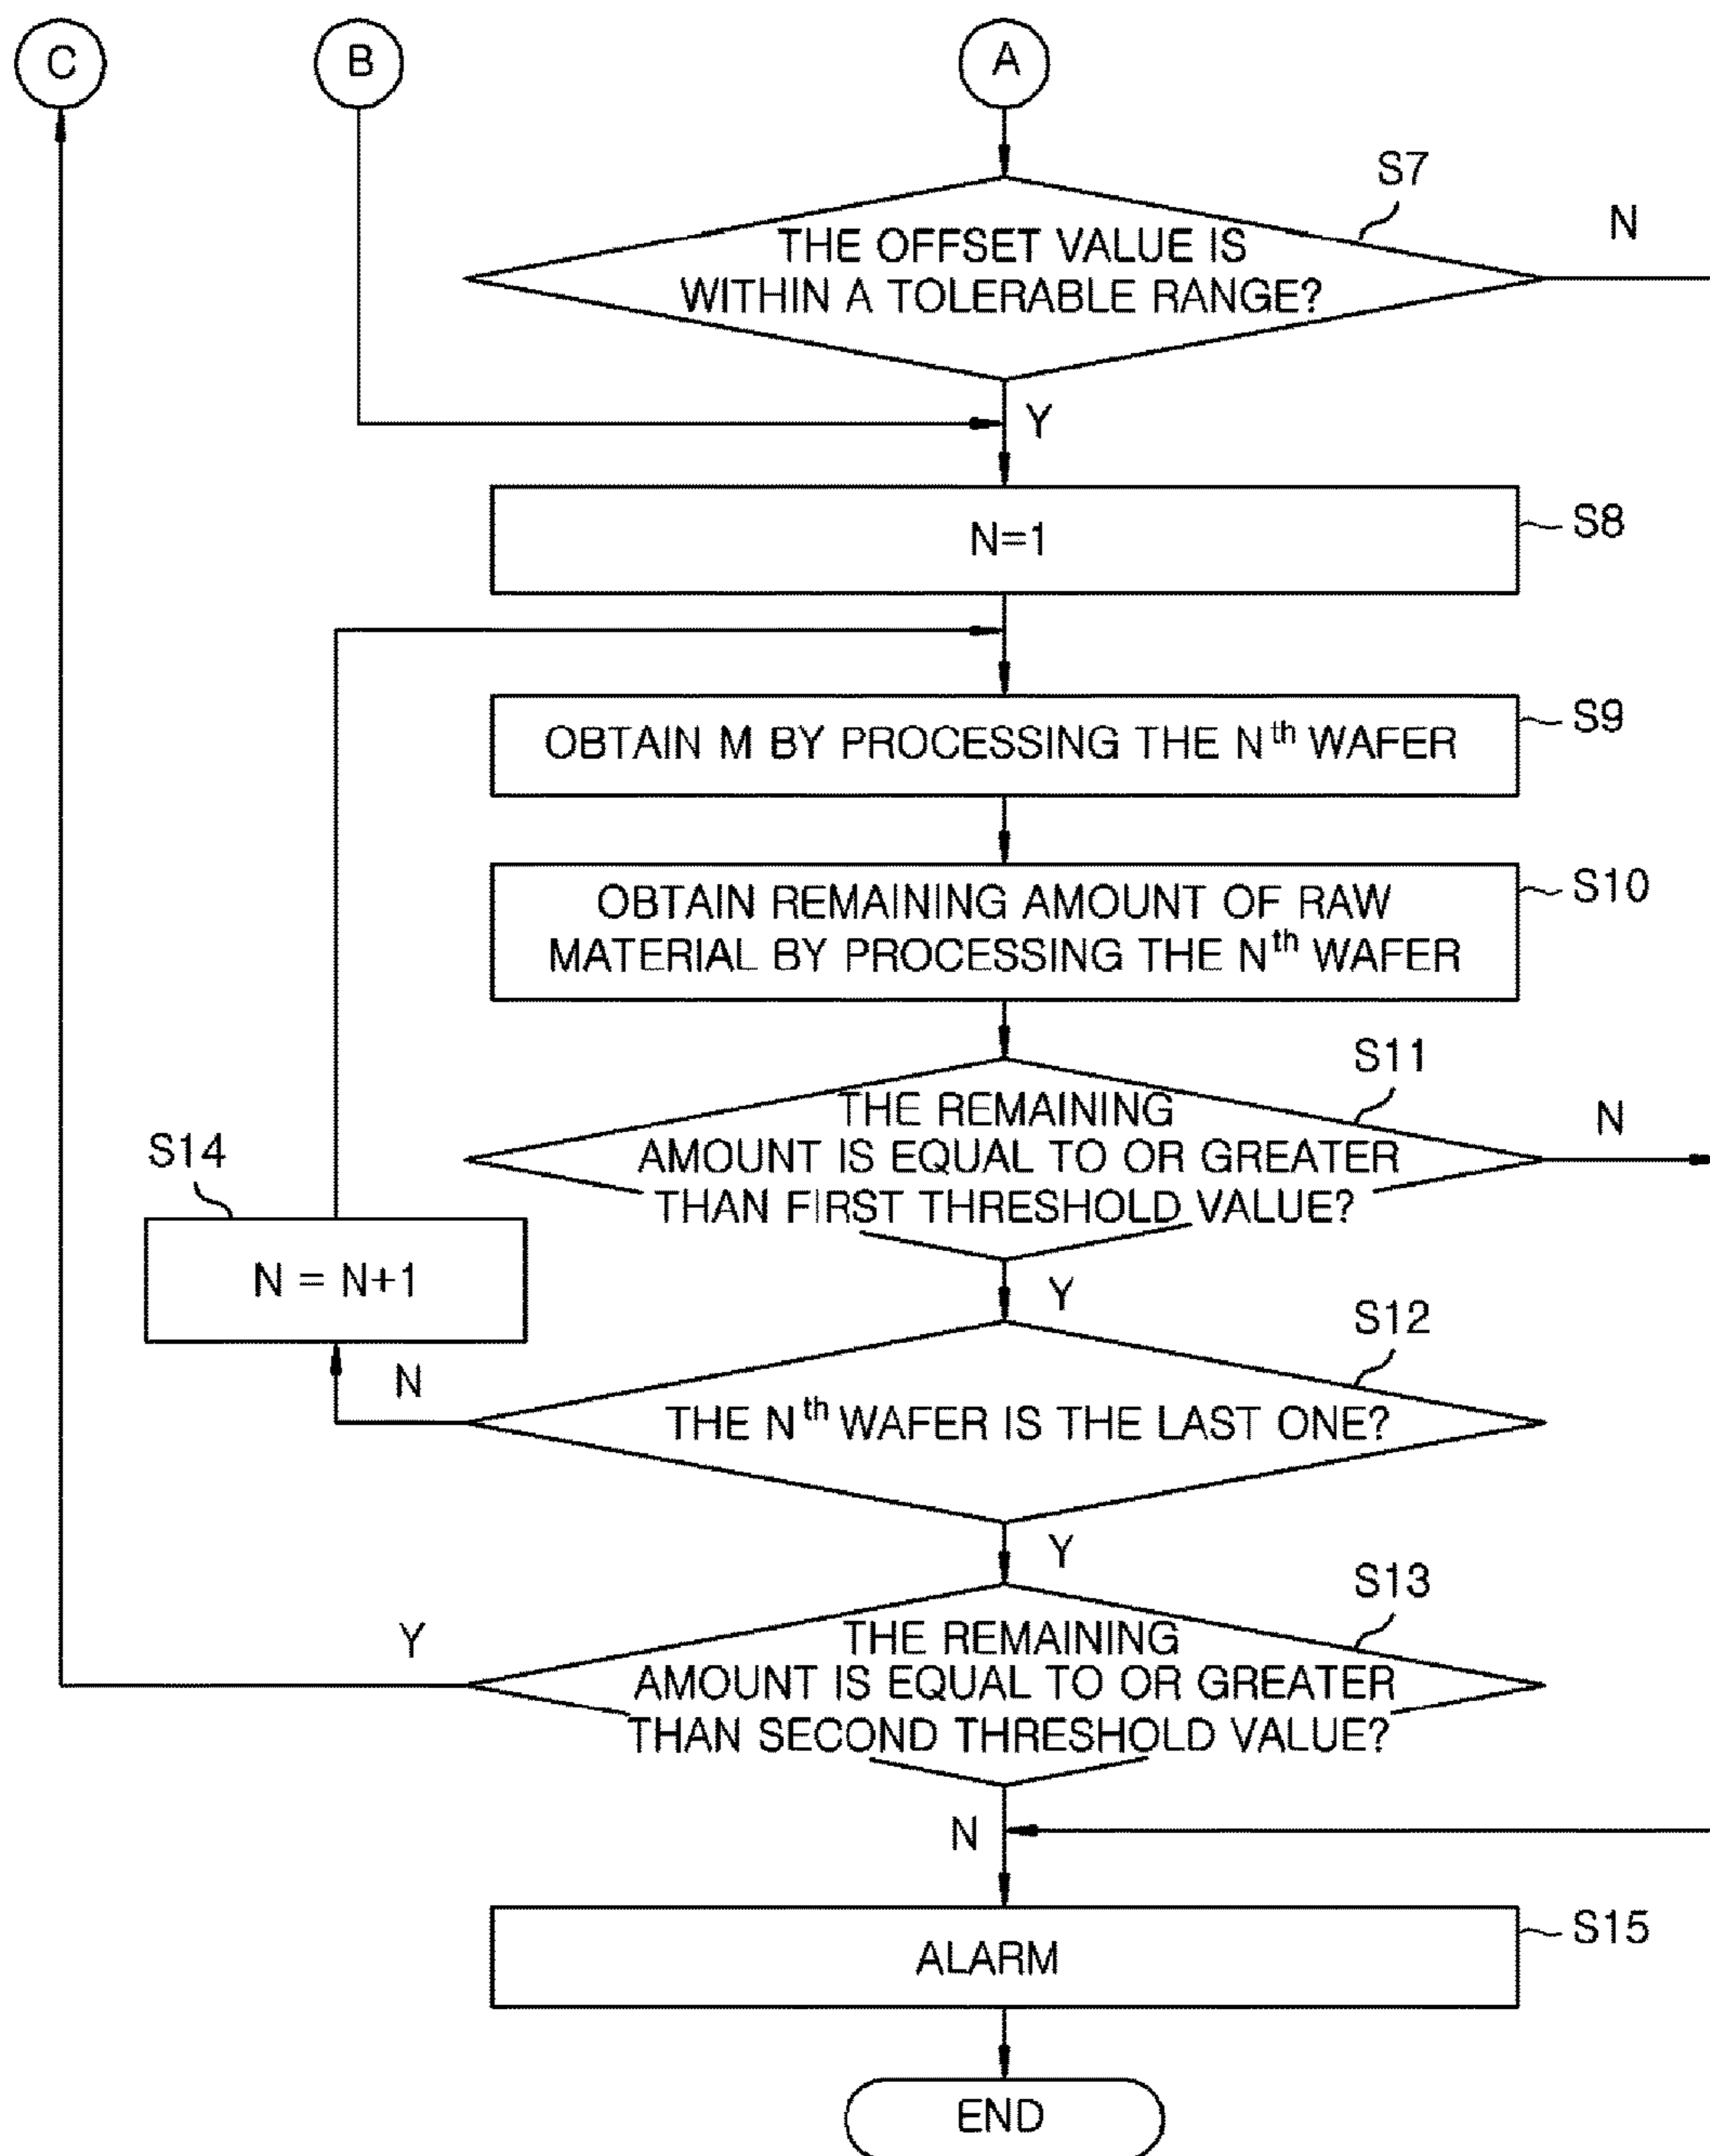 C
B
A
S7
N
THE OFFSET VALUE IS
WITHIN A TOLERABLE RANGE?
Y
N=1
S8
OBTAIN M BY PROCESSING THE Nth WAFER
S9
OBTAIN REMAINING AMOUNT OF RAW
MATERIAL BY PROCESSING THE Nth WAFER
S10
S11
THE REMAINING
AMOUNT IS EQUAL TO OR GREATER
THAN FIRST THRESHOLD VALUE?
N
S14
N = N+1
Y
S12
N
THE Nth WAFER IS THE LAST ONE?
Y
S13
Y
THE REMAINING
AMOUNT IS EQUAL TO OR GREATER
THAN SECOND THRESHOLD VALUE?
N
ALARM
S15
END